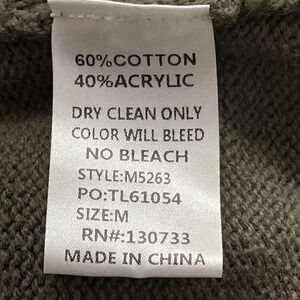 60%COTTON
40%ACRYLIC
DRY CLEAN ONLY
COLOR WILL BLEED
NO BLEACH
STYLE:M5263
PO:TL61054
SIZE:M
RN#:130733
MADE IN CHINA